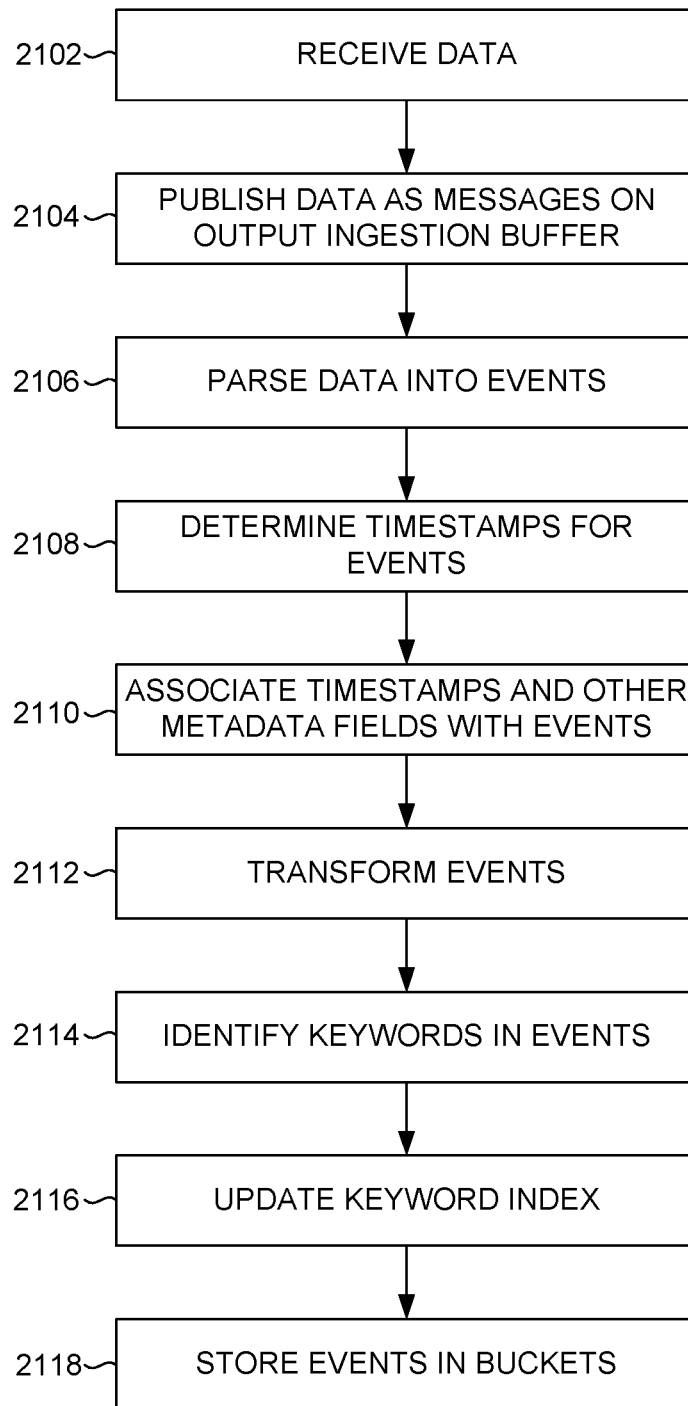 2102
RECEIVE DATA
2104
PUBLISH DATA AS MESSAGES ON
OUTPUT INGESTION BUFFER
2106
PARSE DATA INTO EVENTS
2108
DETERMINE TIMESTAMPS FOR
EVENTS
2110
ASSOCIATE TIMESTAMPS AND OTHER
METADATA FIELDS WITH EVENTS
2112
TRANSFORM EVENTS
2114
IDENTIFY KEYWORDS IN EVENTS
2116
UPDATE KEYWORD INDEX
2118
STORE EVENTS IN BUCKETS